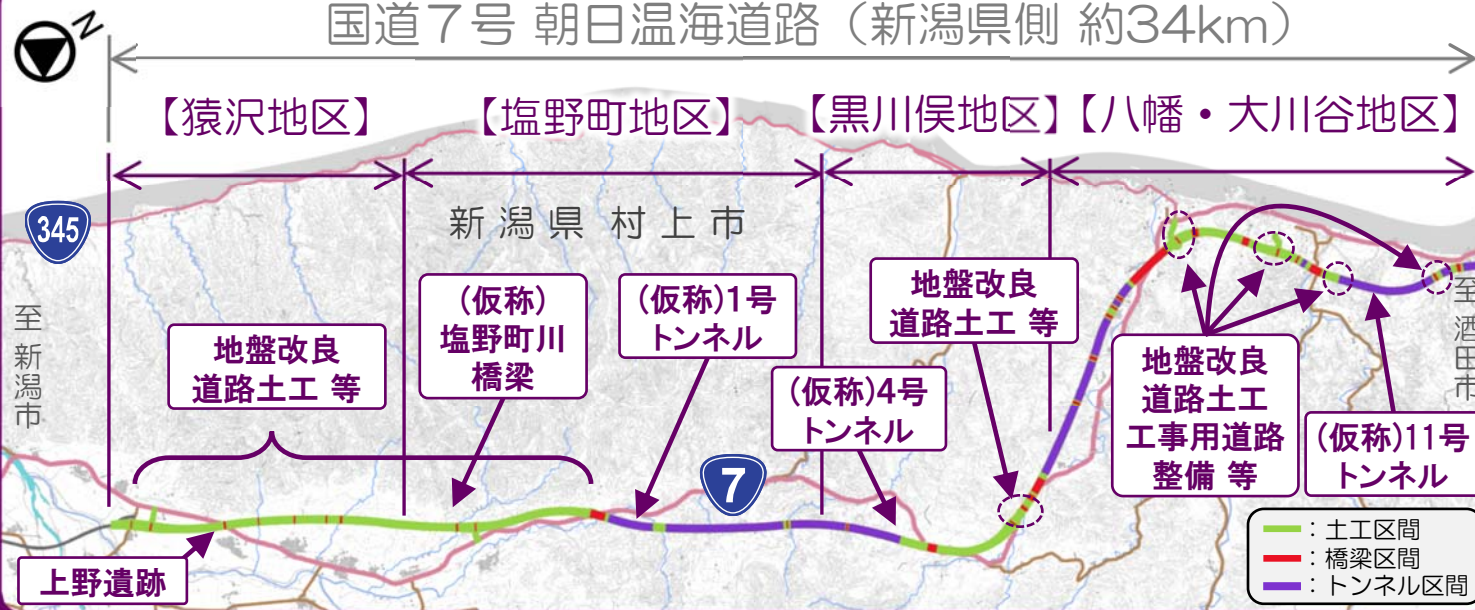 国道7号 朝日温海道路（新潟県側 約34km）
N
【猿沢地区】
【塩野町地区】
【黒川俣地区】
【八幡・大川谷地区】
345
新潟県 村上市
至 新潟市
地盤改良
道路土工 等
(仮称)
塩野町川
橋梁
(仮称)1号
トンネル
地盤改良
道路土工 等
(仮称)4号
トンネル
7
地盤改良
道路土工
工事用道路
整備 等
(仮称)11号
トンネル
至 酒田市
上野遺跡
：土工区間
：橋梁区間
：トンネル区間